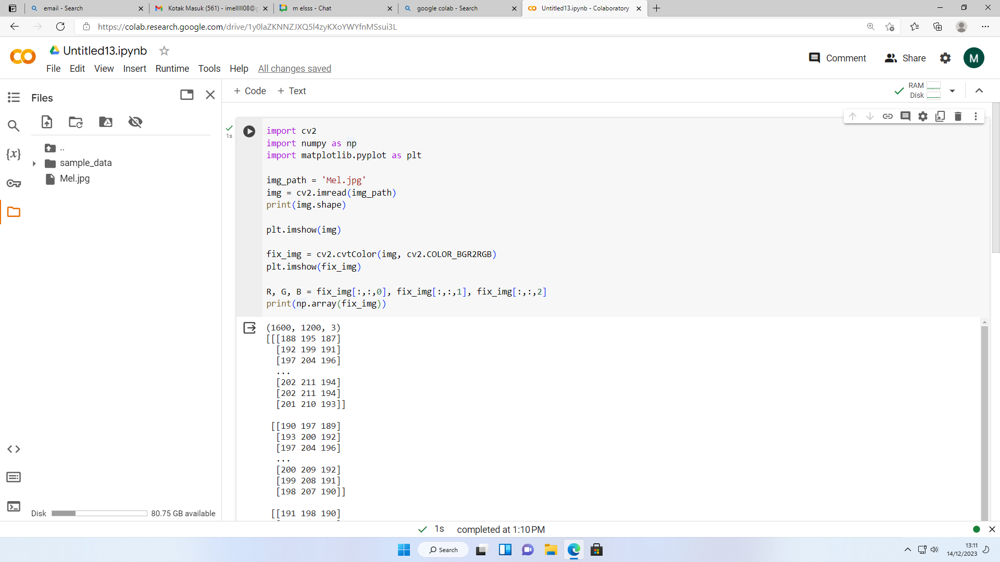 email - Search
Kotak Masuk (561) - imelllll08@g
m elsss - Chat
google colab - Search
Untitled13.ipynb - Colaboratory
https://colab.research.google.com/drive/1y0laZKNNZJXQ5l4zyKXoYWYfnMSsui3L
Untitled13.ipynb
File Edit View Insert Runtime Tools Help All changes saved
Comment
Share
M
Files
+ Code + Text
RAM
Disk
..
sample_data
Mel.jpg
1s
import cv2
import numpy as np
import matplotlib.pyplot as plt
img_path = 'Mel.jpg'
img = cv2.imread(img_path)
print(img.shape)
plt.imshow(img)
fix_img = cv2.cvtColor(img, cv2.COLOR_BGR2RGB)
plt.imshow(fix_img)
R, G, B = fix_img[:,:,0], fix_img[:,:,1], fix_img[:,:,2]
print(np.array(fix_img))
(1600, 1200, 3)
[[[188 195 187]
[192 199 191]
[197 204 196]
...
[202 211 194]
[202 211 194]
[201 210 193]]
[[190 197 189]
[193 200 192]
[197 204 196]
...
[200 209 192]
[199 208 191]
[198 207 190]]
[[191 198 190]
{x}
Disk 80.75 GB available
1s completed at 1:10 PM
Search
13:11
14/12/2023